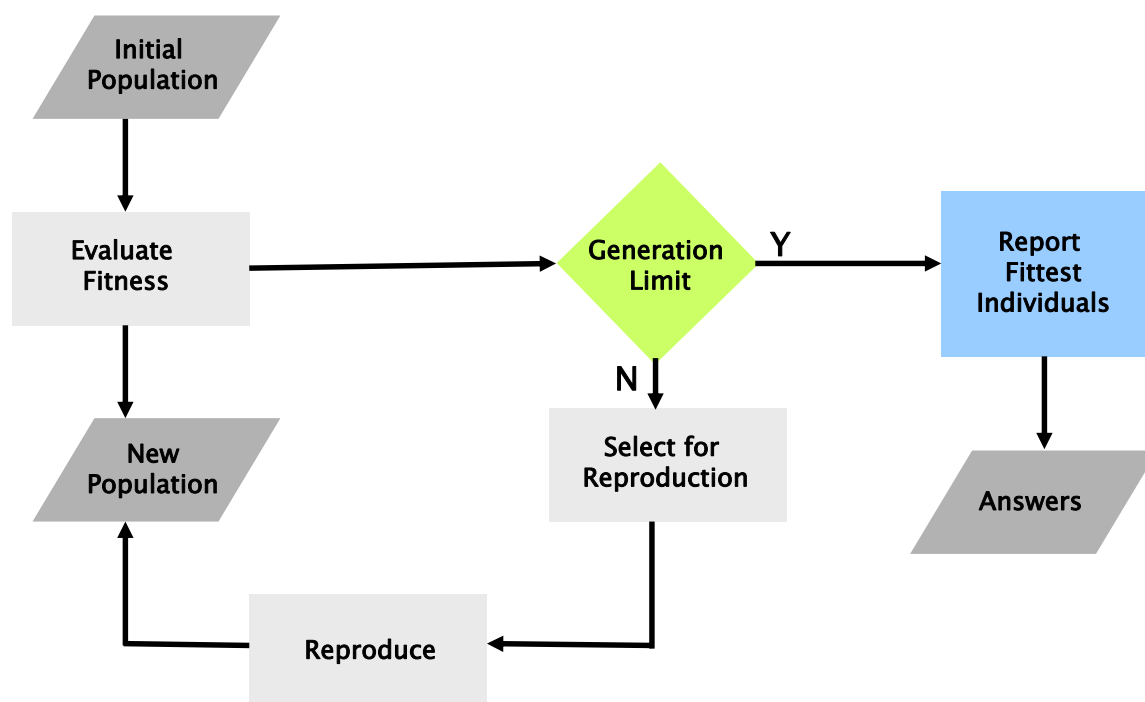 Initial
Population
Evaluate
Fitness
Generation
Limit
Y
Report
Fittest
Individuals
N
New
Population
Select for
Reproduction
Answers
Reproduce